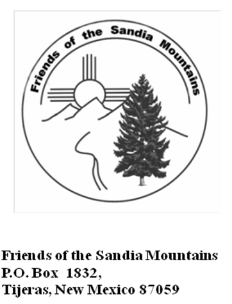 Friends of the Sandia Mountains
Friends of the Sandia Mountains
P.O. Box 1832,
Tijeras, New Mexico 87059